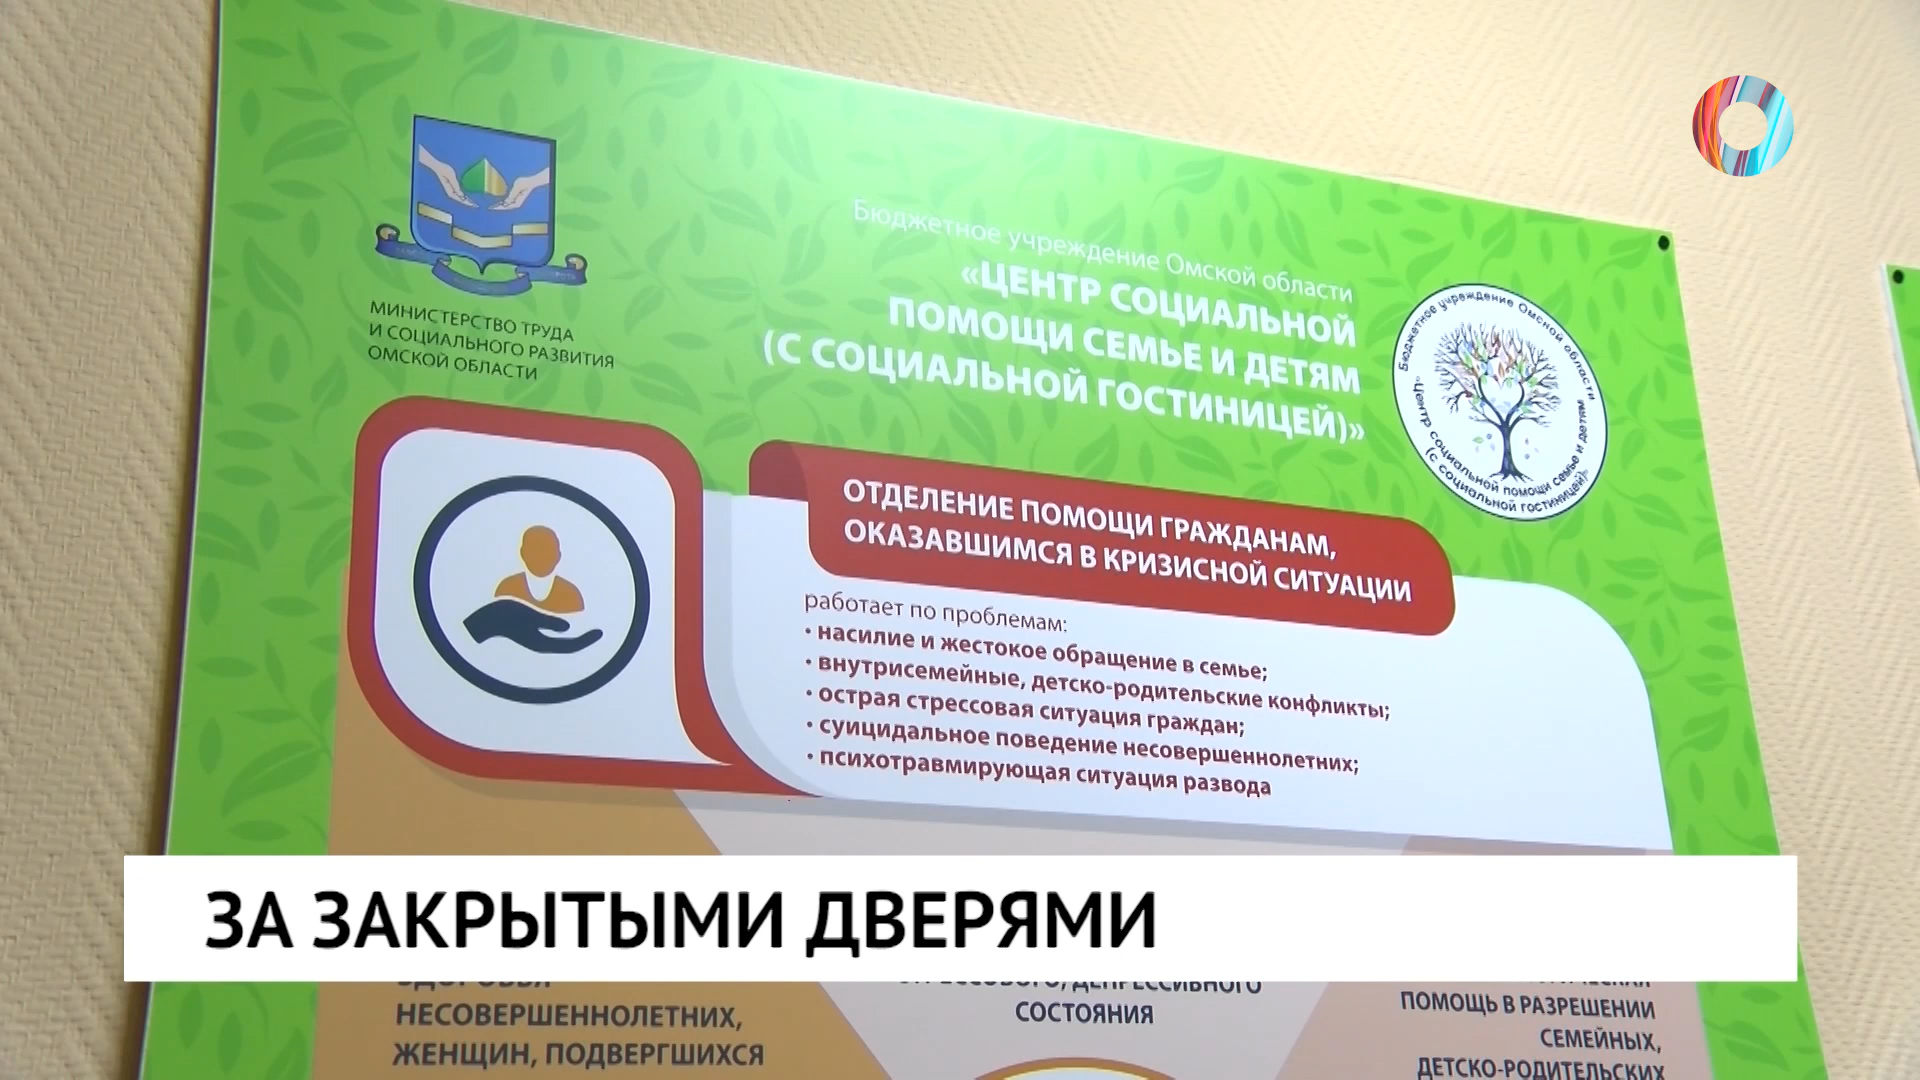 МИНИСТЕРСТВО ТРУДА
И СОЦИАЛЬНОГО РАЗВИТИЯ
ОМСКОЙ ОБЛАСТИ
Бюджетное учреждение Омской области
«ЦЕНТР СОЦИАЛЬНОЙ
ПОМОЩИ СЕМЬЕ И ДЕТЯМ
(С СОЦИАЛЬНОЙ ГОСТИНИЦЕЙ)»
Бюджетное учреждение Омской области
«Центр социальной помощи семье и детям
(с социальной гостиницей)»
ОТДЕЛЕНИЕ ПОМОЩИ ГРАЖДАНАМ,
ОКАЗАВШИМСЯ В КРИЗИСНОЙ СИТУАЦИИ
работает по проблемам:
• насилие и жестокое обращение в семье;
• внутрисемейные, детско-родительские конфликты;
• острая стрессовая ситуация граждан;
• суицидальное поведение несовершеннолетних;
• психотравмирующая ситуация развода
ЗА ЗАКРЫТЫМИ ДВЕРЯМИ
ЗДОРОВЬЯ
НЕСОВЕРШЕННОЛЕТНИХ,
ЖЕНЩИН, ПОДВЕРГШИХСЯ
СТРЕССОВОГО, ДЕПРЕССИВНОГО
СОСТОЯНИЯ
ПОМОЩЬ В РАЗРЕШЕНИИ
СЕМЕЙНЫХ,
ДЕТСКО-РОДИТЕЛЬСКИХ